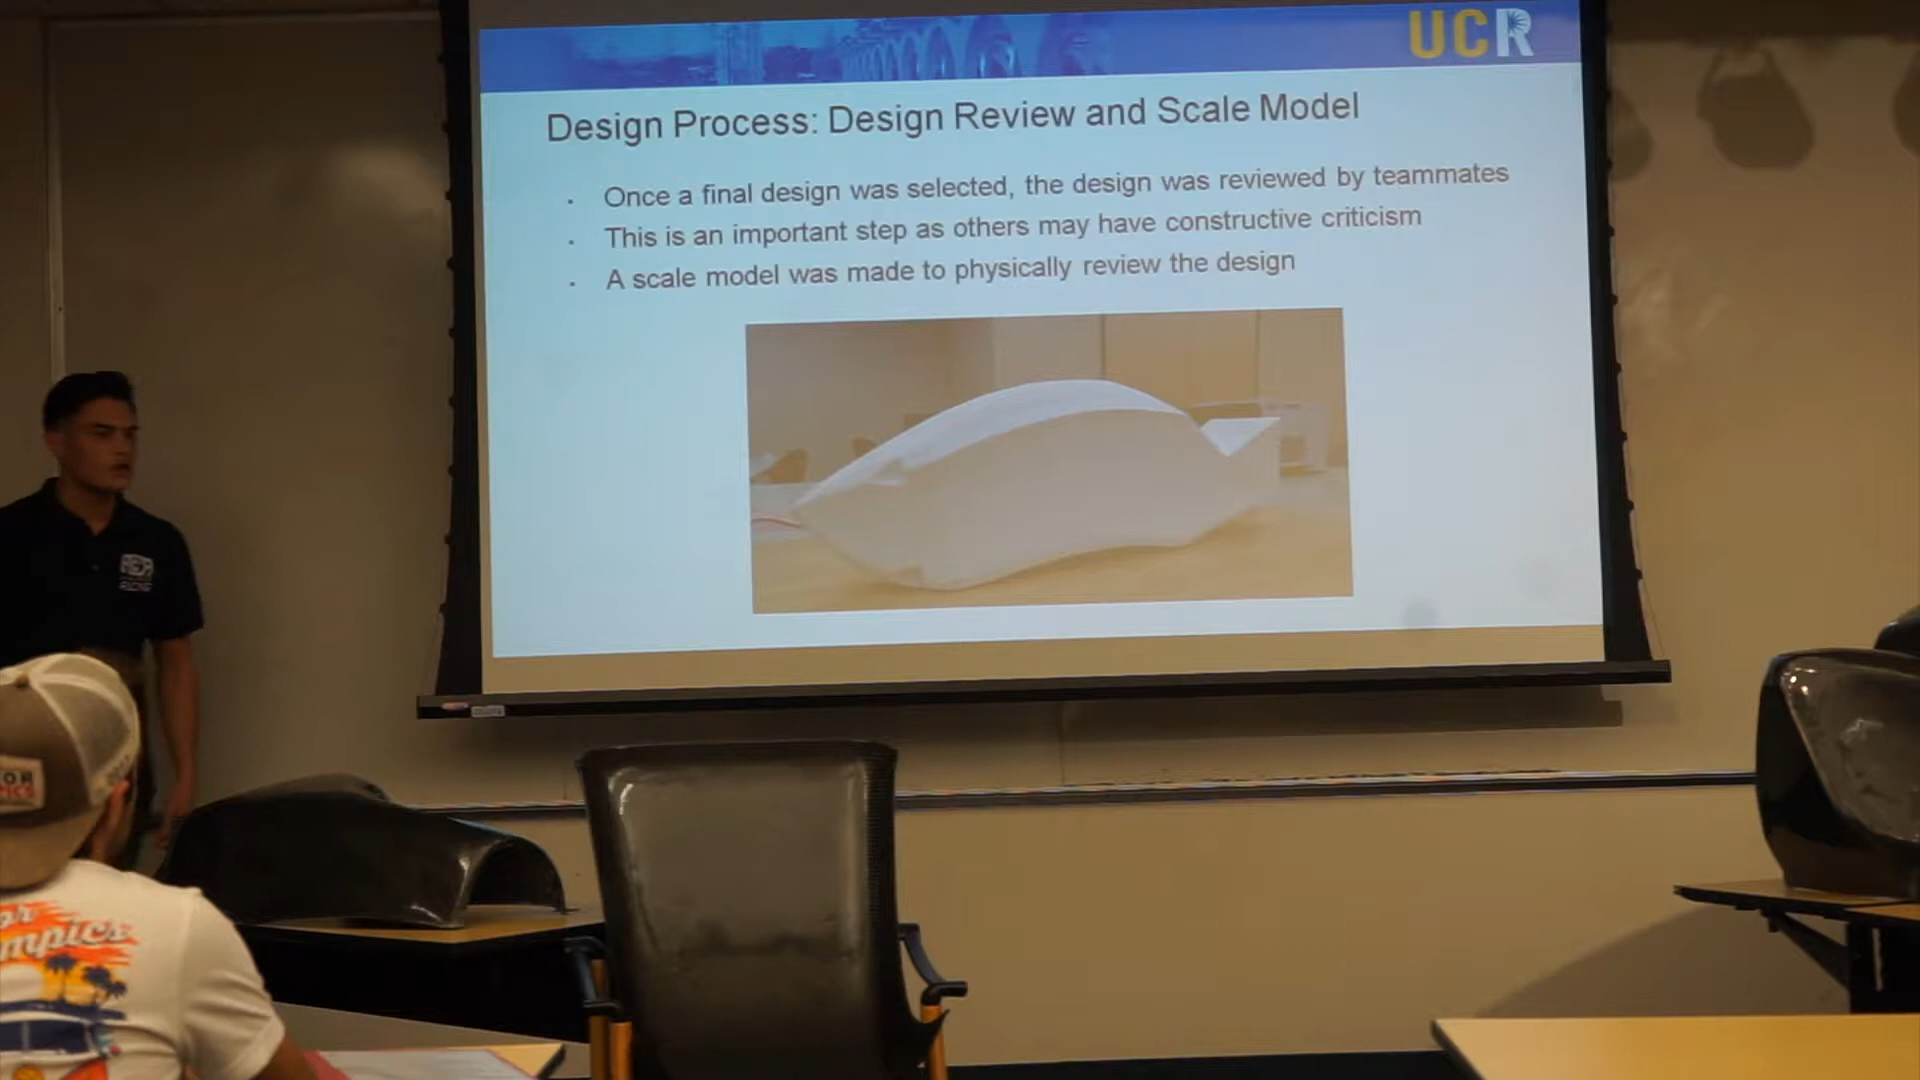 UCR
Design Process: Design Review and Scale Model
· Once a final design was selected, the design was reviewed by teammates
· This is an important step as others may have constructive criticism
· A scale model was made to physically review the design